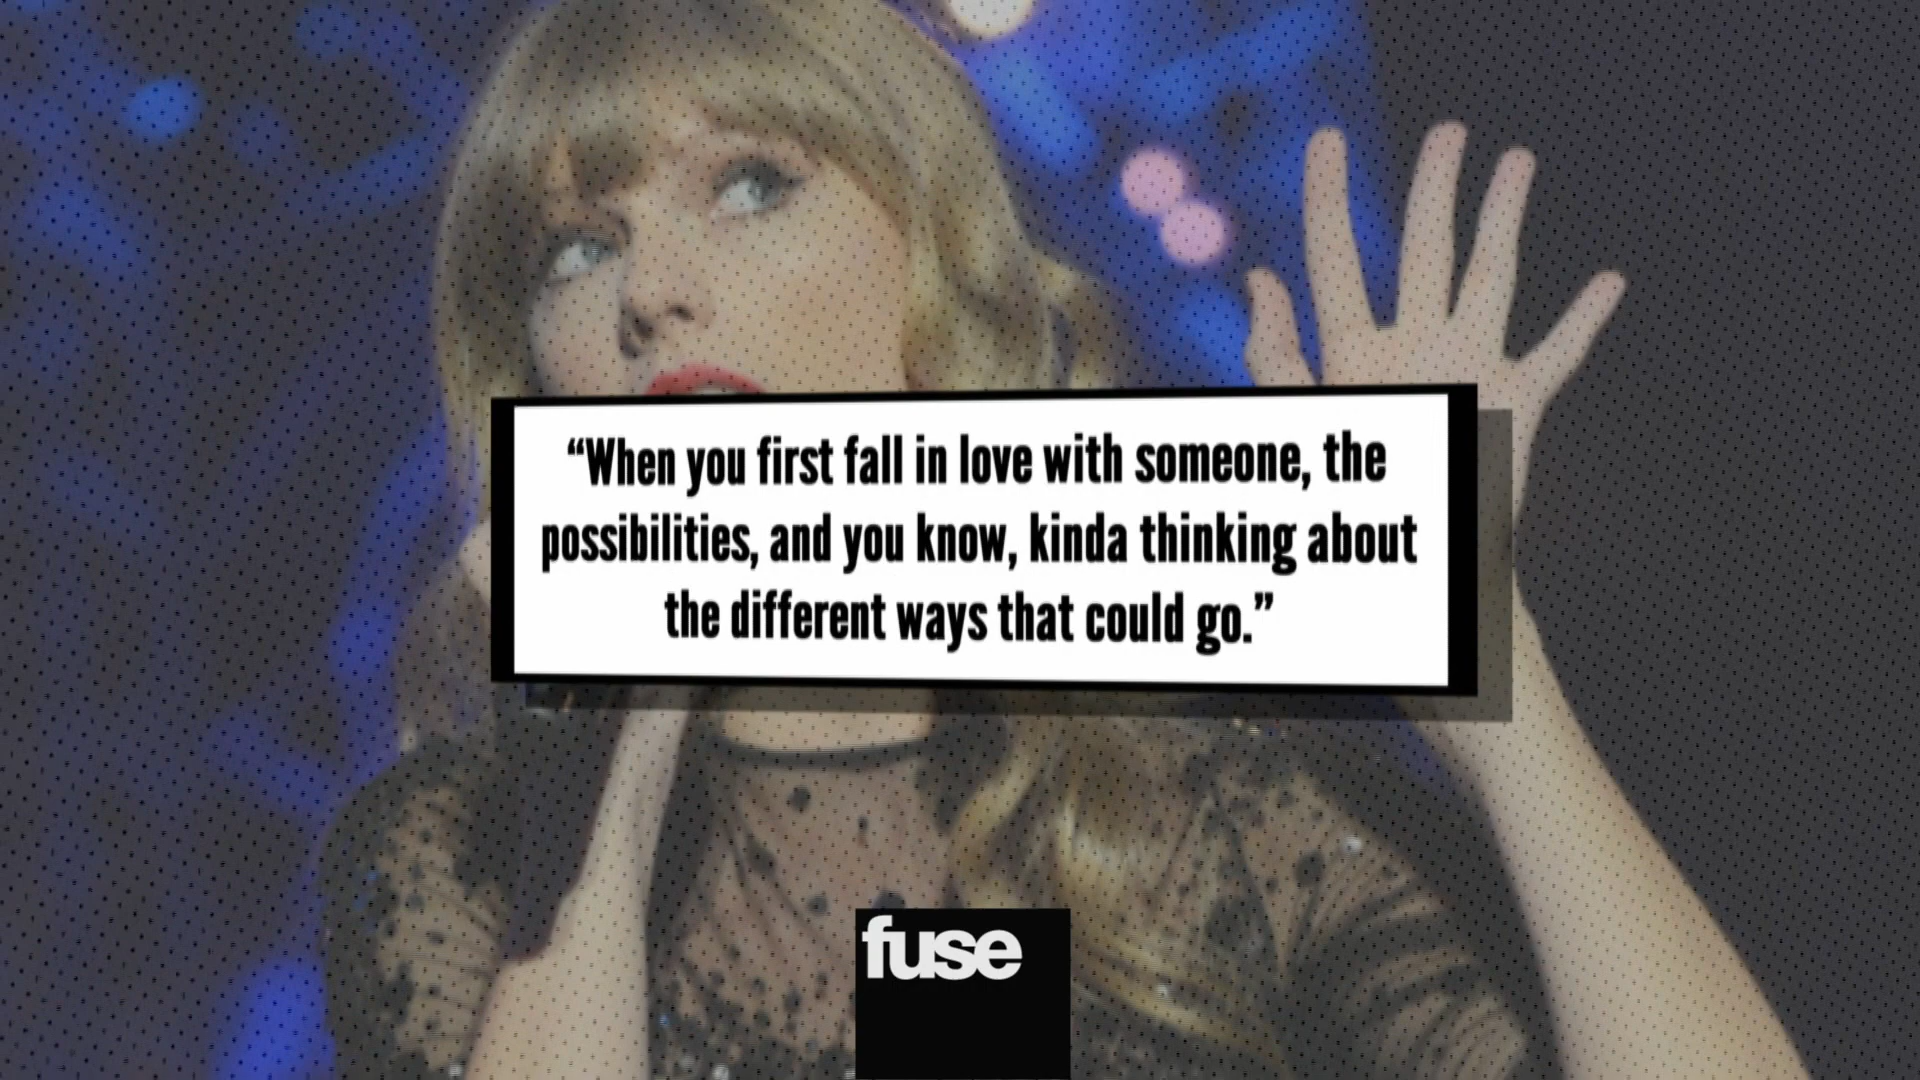 “When you first fall in love with someone, the
possibilities, and you know, kinda thinking about
the different ways that could go.”
fuse